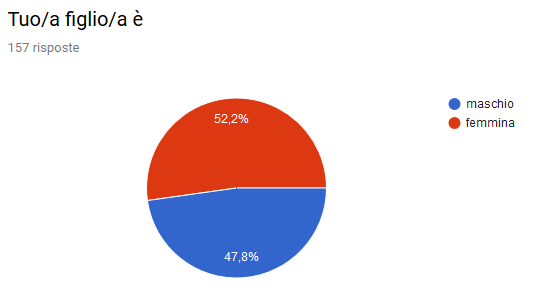 Tuo/a figlio/a è
157 risposte
maschio
femmina
52,2%
47,8%